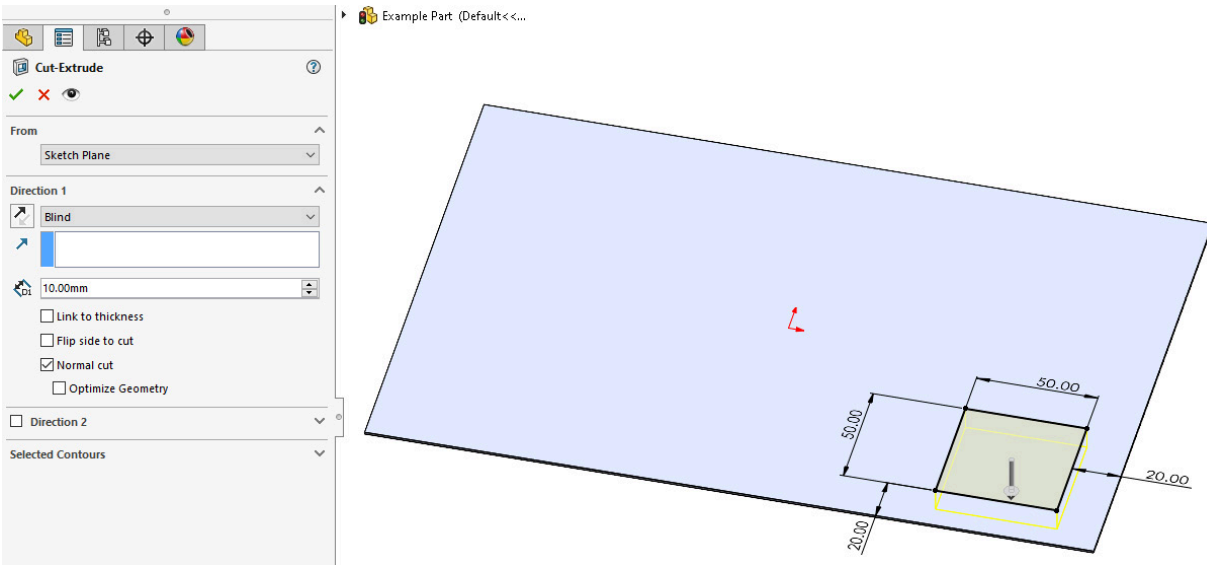 Example Part (Default<<...
Cut-Extrude
From
Sketch Plane
Direction 1
Blind
D1
10.00mm
Link to thickness
Flip side to cut
Normal cut
Optimize Geometry
Direction 2
Selected Contours
50.00
50.00
20.00
20.00